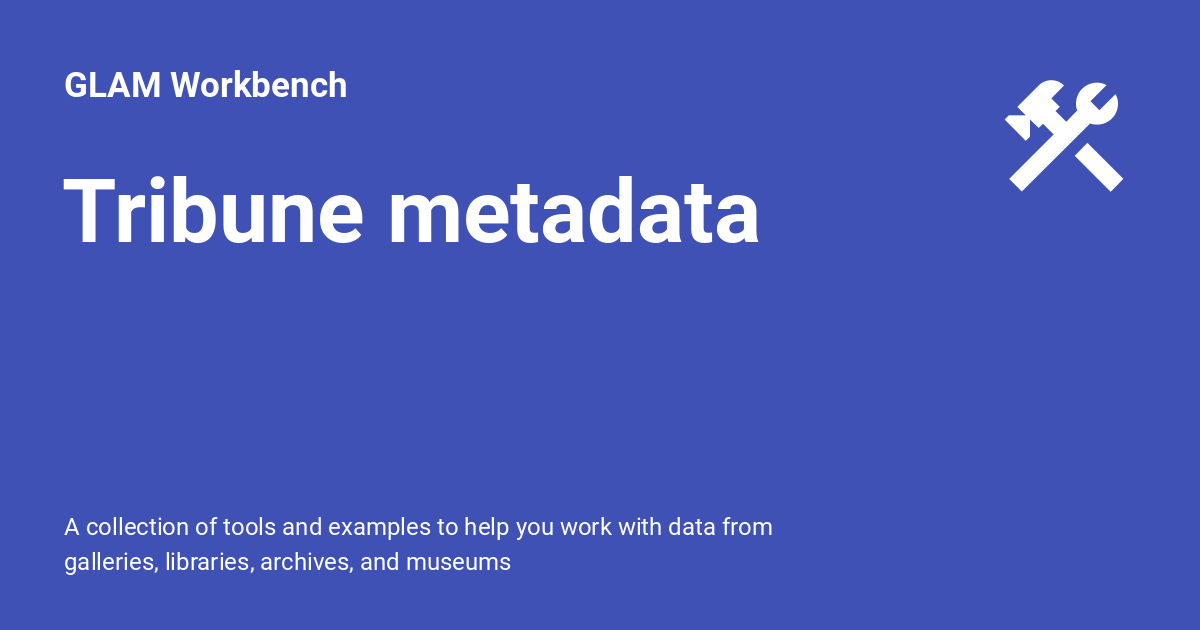 GLAM Workbench
Tribune metadata
A collection of tools and examples to help you work with data from
galleries, libraries, archives, and museums